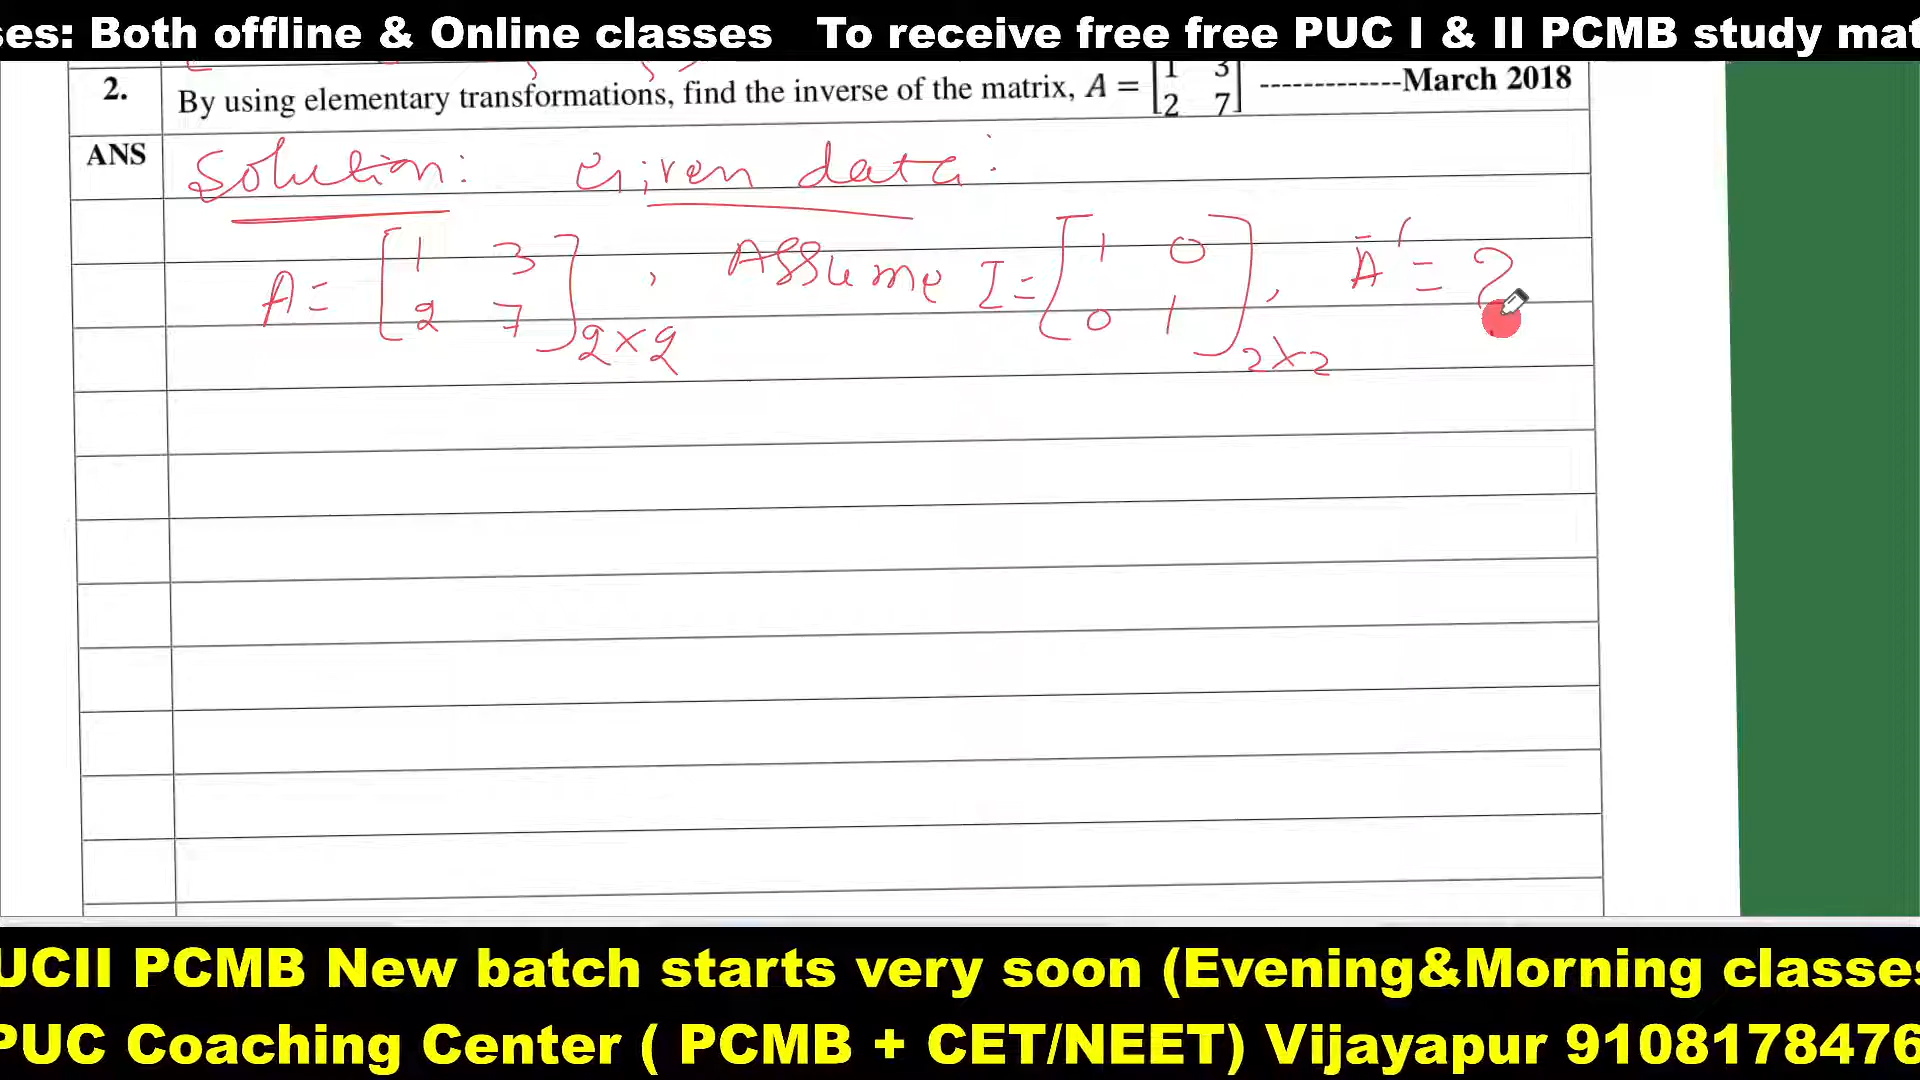 ses: Both offline & Online classes To receive free free PUC I & II PCMB study mat
2. By using elementary transformations, find the inverse of the matrix, A = [1 3
2 7] -------------March 2018
ANS Solution: Given data:
A = [1 3
2 7]2×2 , Assume I = [1 0
0 1]2×2 , A-1 = ?
UCII PCMB New batch starts very soon (Evening&Morning classes
PUC Coaching Center ( PCMB + CET/NEET) Vijayapur 9108178476